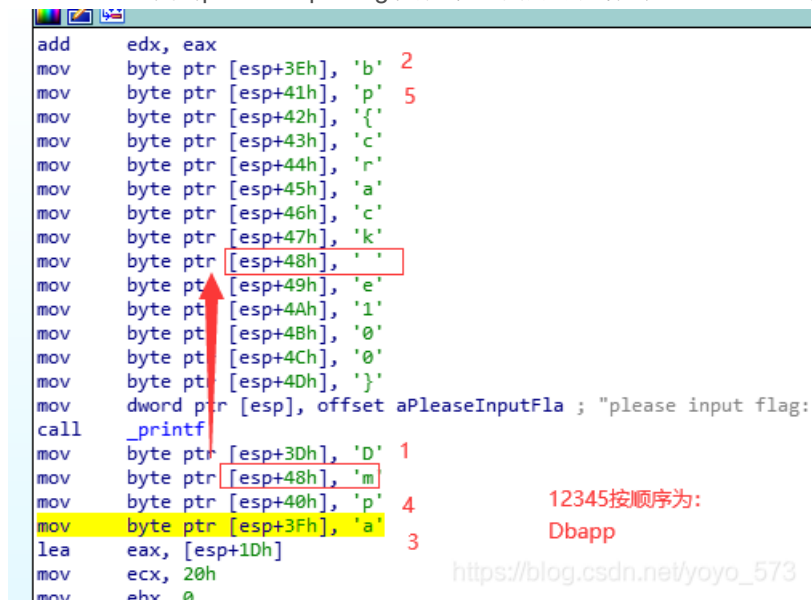 add edx, eax
mov byte ptr [esp+3Eh], 'b' 2
mov byte ptr [esp+41h], 'p' 5
mov byte ptr [esp+42h], '{'
mov byte ptr [esp+43h], 'c'
mov byte ptr [esp+44h], 'r'
mov byte ptr [esp+45h], 'a'
mov byte ptr [esp+46h], 'c'
mov byte ptr [esp+47h], 'k'
mov byte ptr [esp+48h], ' '
mov byte ptr [esp+49h], 'e'
mov byte ptr [esp+4Ah], '1'
mov byte ptr [esp+4Bh], '0'
mov byte ptr [esp+4Ch], '0'
mov byte ptr [esp+4Dh], '}'
mov dword ptr [esp], offset aPleaseInputFla ; "please input flag:
call _printf
mov byte ptr [esp+3Dh], 'D' 1
mov byte ptr [esp+48h], 'm'
mov byte ptr [esp+40h], 'p' 4
mov byte ptr [esp+3Fh], 'a' 3
lea eax, [esp+1Dh]
mov ecx, 20h
mov ebx, 0
12345按顺序为:
Dbapp
https://blog.csdn.net/yoyo_573